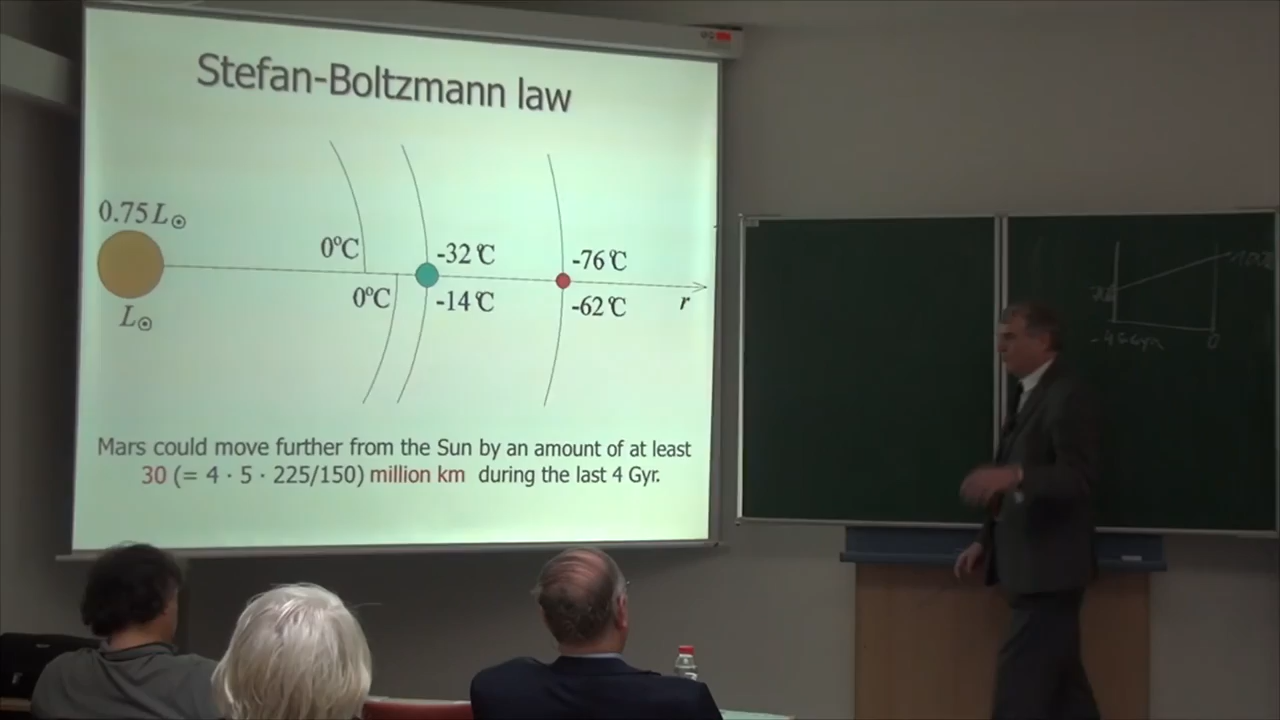 Stefan-Boltzmann law
0.75 L☉
0°C
-32°C
-76°C
0°C
-14°C
-62°C
r
L☉
Mars could move further from the Sun by an amount of at least
30 (= 4 · 5 · 225/150) million km during the last 4 Gyr.
0